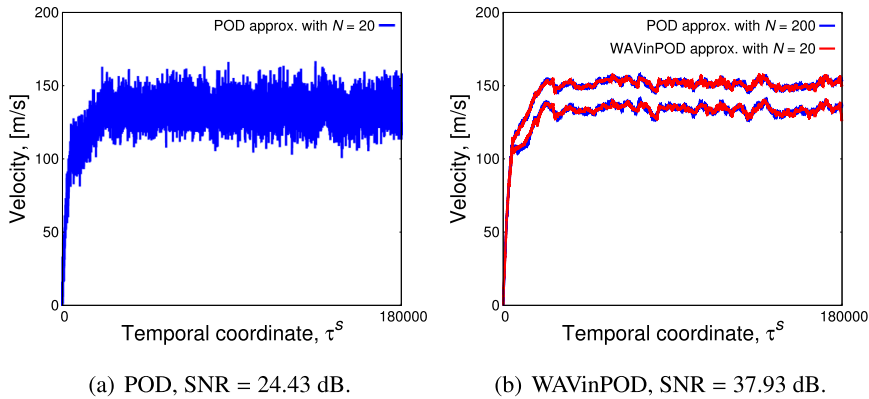 200
150
100
50
0
Velocity, [m/s]
POD approx. with N = 20
0
180000
Temporal coordinate, τˢ
(a) POD, SNR = 24.43 dB.
200
150
100
50
0
Velocity, [m/s]
POD approx. with N = 200
WAVinPOD approx. with N = 20
0
180000
Temporal coordinate, τˢ
(b) WAVinPOD, SNR = 37.93 dB.